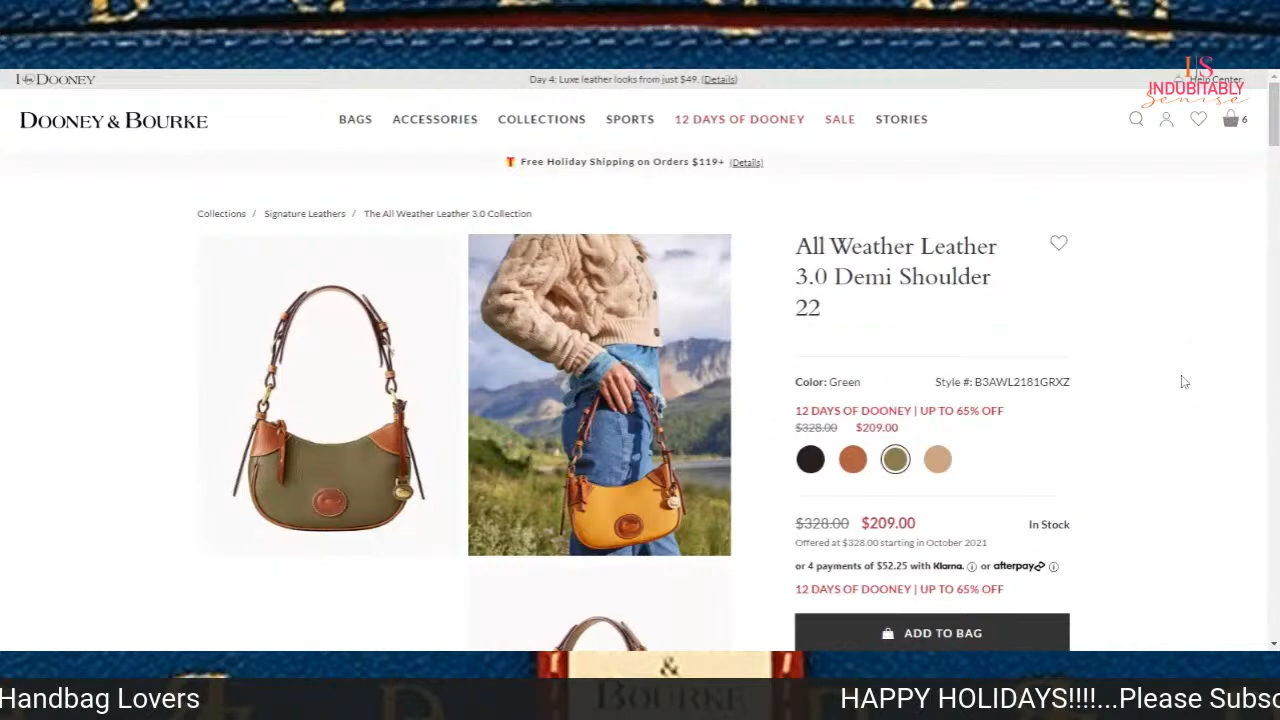 I DOONEY
Day 4: Luxe leather looks from just $49. (Details)
Help Center
IS
INDUBITABLY
Senise
DOONEY & BOURKE
BAGS ACCESSORIES COLLECTIONS SPORTS 12 DAYS OF DOONEY SALE STORIES
6
Free Holiday Shipping on Orders $119+ (Details)
Collections / Signature Leathers / The All Weather Leather 3.0 Collection
All Weather Leather
3.0 Demi Shoulder
22
Color: Green Style #: B3AWL2181GRXZ
12 DAYS OF DOONEY | UP TO 65% OFF
$328.00 $209.00
$328.00 $209.00 In Stock
Offered at $328.00 starting in October 2021
or 4 payments of $52.25 with Klarna. or afterpay
12 DAYS OF DOONEY | UP TO 65% OFF
ADD TO BAG
&
BOURKE
Handbag Lovers HAPPY HOLIDAYS!!!!...Please Subsc